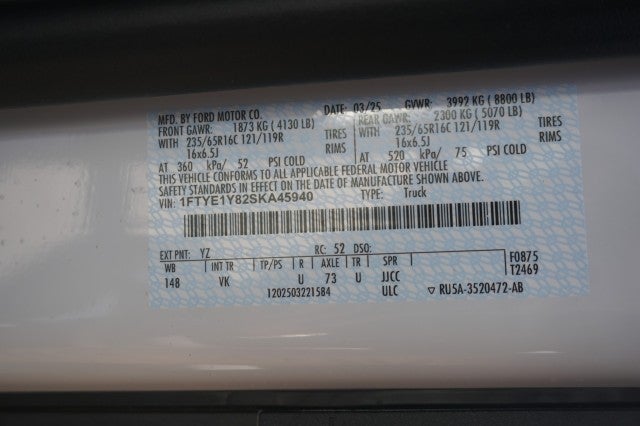 MFD. BY FORD MOTOR CO. DATE: 03/25 GVWR: 3992 KG ( 8800 LB)
FRONT GAWR: 1873 KG ( 4130 LB) REAR GAWR: 2300 KG ( 5070 LB)
WITH 235/65R16C 121/119R TIRES WITH 235/65R16C 121/119R TIRES
16x6.5J RIMS 16x6.5J RIMS
AT 360 kPa/ 52 PSI COLD AT 520 kPa/ 75 PSI COLD
THIS VEHICLE CONFORMS TO ALL APPLICABLE FEDERAL MOTOR VEHICLE
SAFETY STANDARDS IN EFFECT ON THE DATE OF MANUFACTURE SHOWN ABOVE.
VIN: 1FTYE1Y82SKA45940 TYPE: Truck
EXT PNT: YZ RC: 52 DSO: F0875
WB INT TR TP/PS R AXLE TR SPR T2469
148 VK U 73 U JJCC
1202503221584 ULC ▽ RU5A-3520472-AB